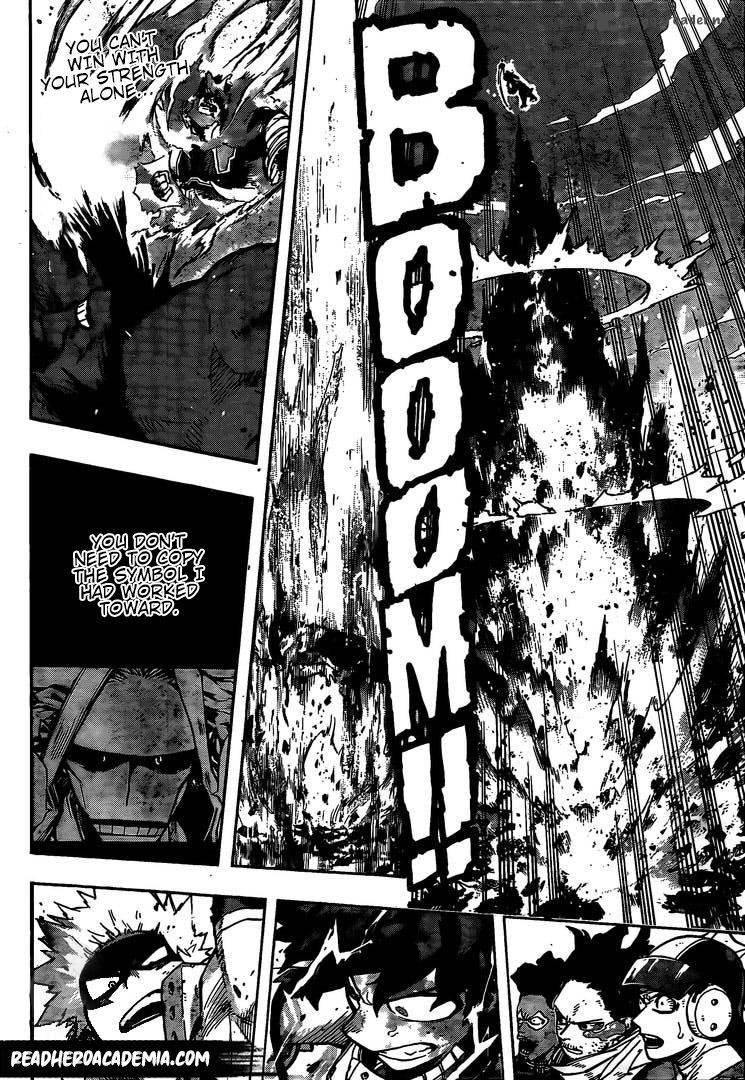 BOOOM!!
YOU CAN'T
WIN WITH
YOUR STRENGTH
ALONE...
YOU DON'T
NEED TO COPY
THE SYMBOL I
HAD WORKED
TOWARD.
READHEROACADEMIA.COM